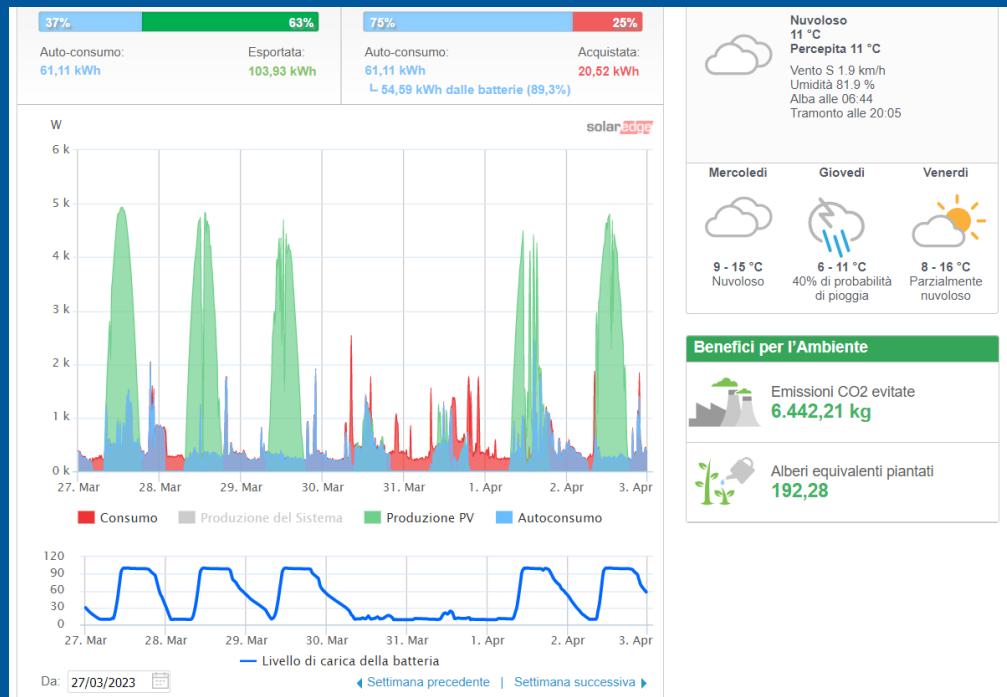 37%
63%
Auto-consumo:
Esportata:
61,11 kWh
103,93 kWh
75%
25%
Auto-consumo:
Acquistata:
61,11 kWh
20,52 kWh
54,59 kWh dalle batterie (89,3%)
W
solaredge
6 k
5 k
4 k
3 k
2 k
1 k
0 k
27. Mar
28. Mar
29. Mar
30. Mar
31. Mar
1. Apr
2. Apr
3. Apr
Consumo
Produzione del Sistema
Produzione PV
Autoconsumo
120
90
60
30
0
27. Mar
28. Mar
29. Mar
30. Mar
31. Mar
1. Apr
2. Apr
3. Apr
Livello di carica della batteria
Da: 27/03/2023
Settimana precedente | Settimana successiva
Nuvoloso
11 °C
Percepita 11 °C
Vento S 1.9 km/h
Umidità 81.9 %
Alba alle 06:44
Tramonto alle 20:05
Mercoledì
Giovedì
Venerdì
9 - 15 °C
Nuvoloso
6 - 11 °C
40% di probabilità
di pioggia
8 - 16 °C
Parzialmente
nuvoloso
Benefici per l'Ambiente
Emissioni CO2 evitate
6.442,21 kg
Alberi equivalenti piantati
192,28